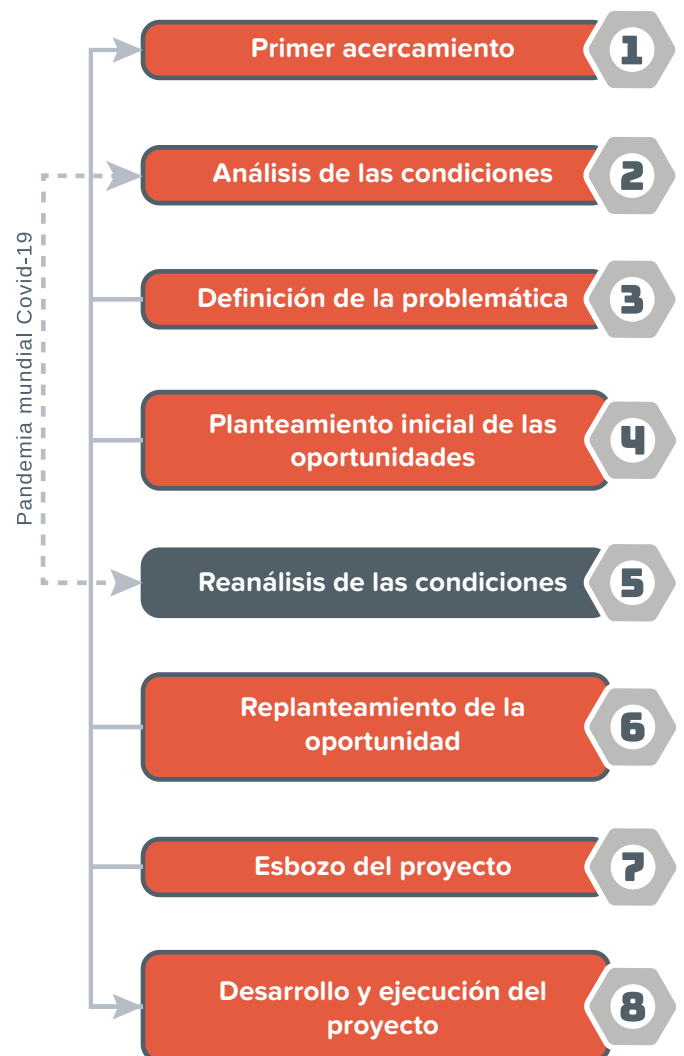 Primer acercamiento
1
Análisis de las condiciones
2
Definición de la problemática
3
Planteamiento inicial de las
oportunidades
4
Reanálisis de las condiciones
5
Replanteamiento de la
oportunidad
6
Esbozo del proyecto
7
Desarrollo y ejecución del
proyecto
8
Pandemia mundial Covid-19